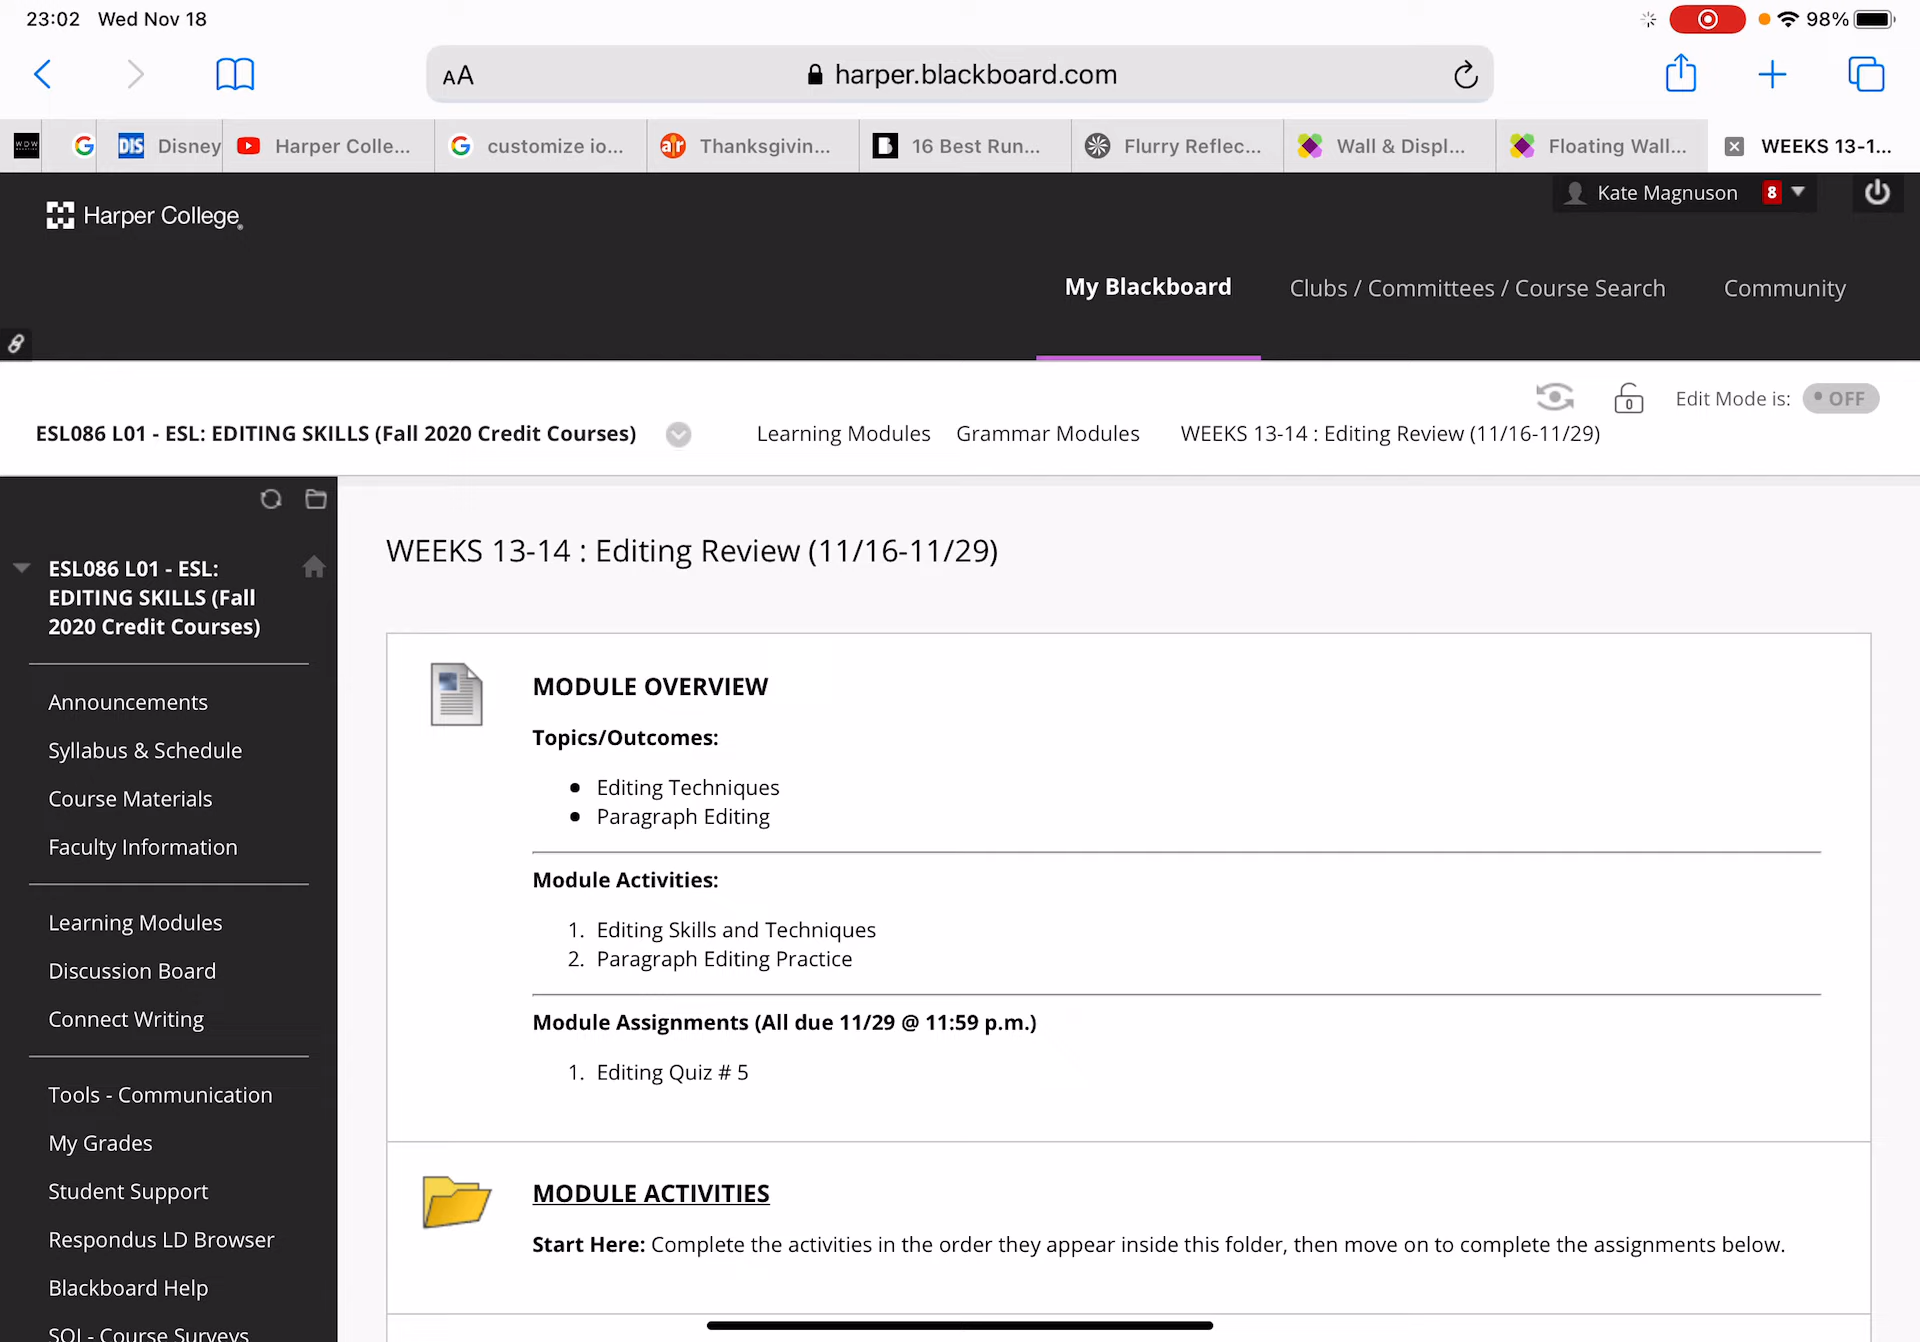 23:02 Wed Nov 18
98%
AA harper.blackboard.com
WDW
G
DIS Disney
Harper Colle...
G customize io...
ar Thanksgivin...
B 16 Best Run...
Flurry Reflec...
Wall & Displ...
Floating Wall...
WEEKS 13-1...
Harper College
Kate Magnuson 8
My Blackboard
Clubs / Committees / Course Search
Community
Edit Mode is: OFF
ESL086 L01 - ESL: EDITING SKILLS (Fall 2020 Credit Courses)
Learning Modules
Grammar Modules
WEEKS 13-14 : Editing Review (11/16-11/29)
ESL086 L01 - ESL:
EDITING SKILLS (Fall
2020 Credit Courses)
Announcements
Syllabus & Schedule
Course Materials
Faculty Information
Learning Modules
Discussion Board
Connect Writing
Tools - Communication
My Grades
Student Support
Respondus LD Browser
Blackboard Help
SOI - Course Surveys
WEEKS 13-14 : Editing Review (11/16-11/29)
MODULE OVERVIEW
Topics/Outcomes:
Editing Techniques
Paragraph Editing
Module Activities:
1. Editing Skills and Techniques
2. Paragraph Editing Practice
Module Assignments (All due 11/29 @ 11:59 p.m.)
1. Editing Quiz # 5
MODULE ACTIVITIES
Start Here: Complete the activities in the order they appear inside this folder, then move on to complete the assignments below.